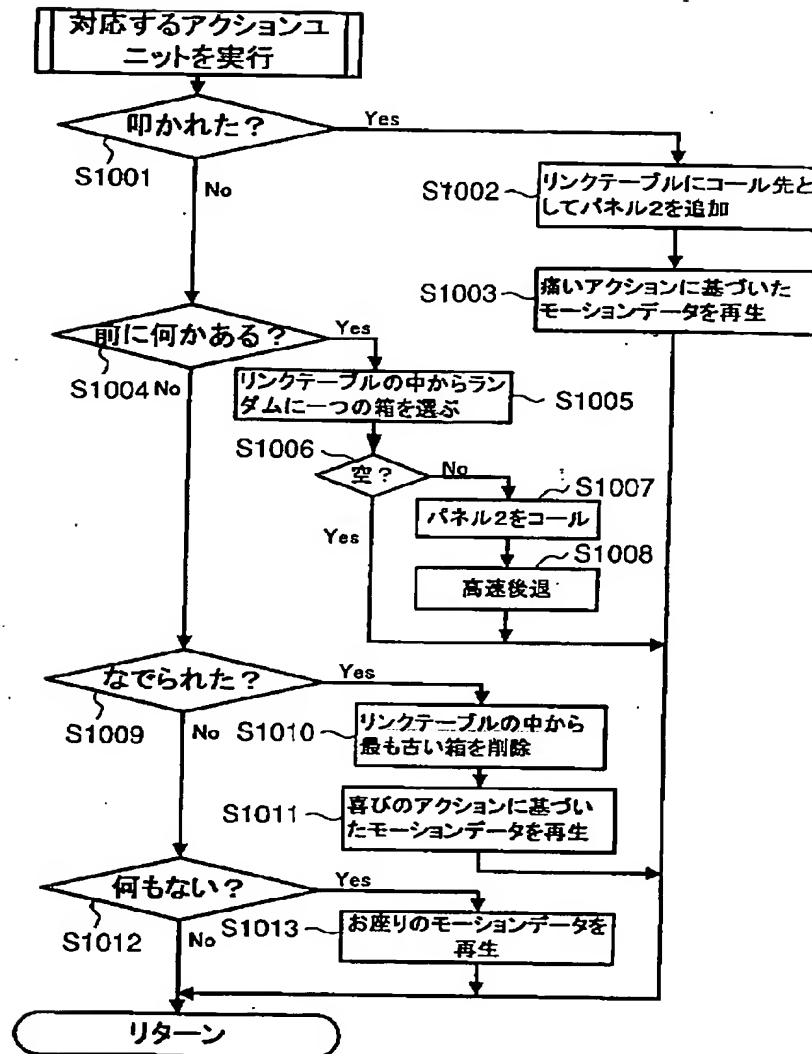 対応するアクションユ
ニットを実行
叩かれた?
Yes
S1001
No
S1002
リンクテーブルにコール先と
してパネル2を追加
S1003
痛いアクションに基づいた
モーションデータを再生
前に何かある?
Yes
S1004
No
リンクテーブルの中からラン
ダムに一つの箱を選ぶ
S1005
S1006
空?
No
Yes
S1007
パネル2をコール
S1008
高速後退
なでられた?
Yes
S1009
No
S1010
リンクテーブルの中から
最も古い箱を削除
S1011
喜びのアクションに基づい
たモーションデータを再生
何もない?
Yes
S1012
No
S1013
お座りのモーションデータを
再生
リターン